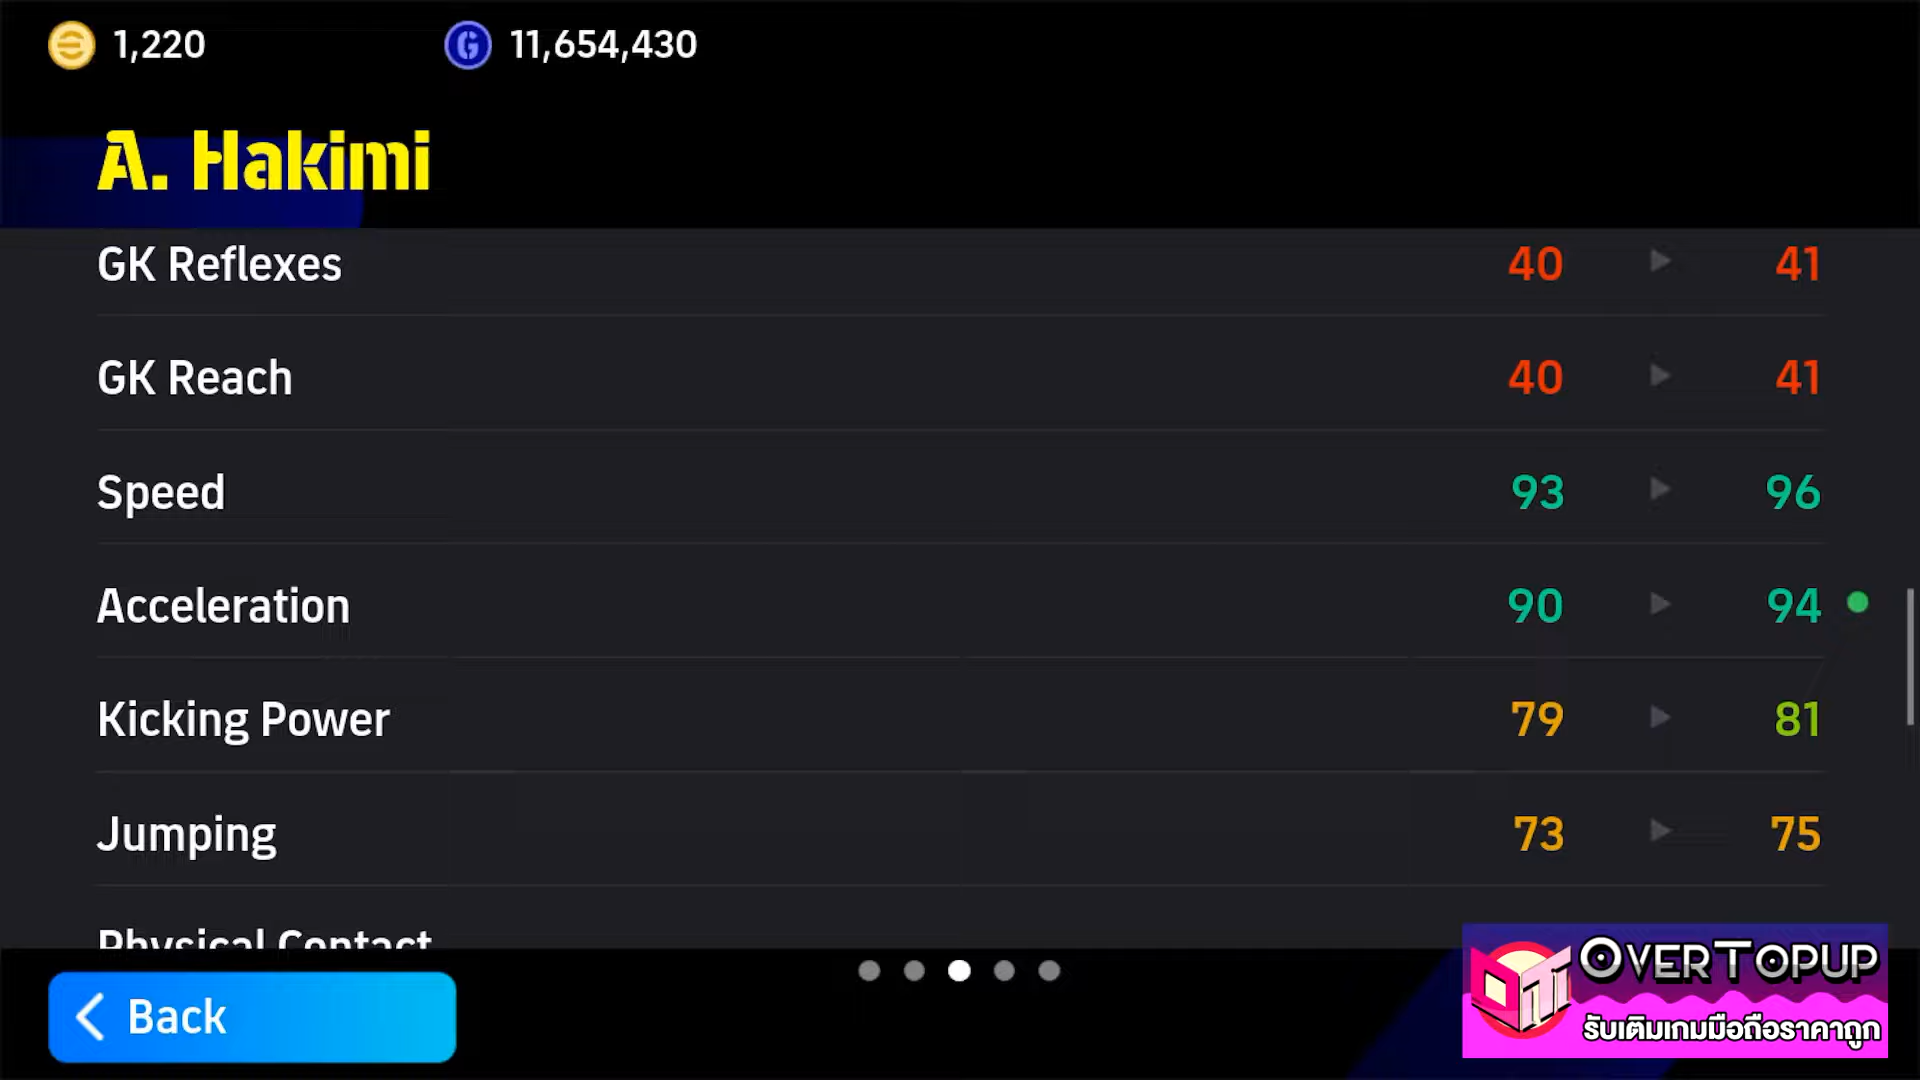 1,220 11,654,430
A. Hakimi
GK Reflexes 40 41
GK Reach 40 41
Speed 93 96
Acceleration 90 94
Kicking Power 79 81
Jumping 73 75
Physical Contact
Back
OVERTOPUP
รับเติมเกมมือถือราคาถูก